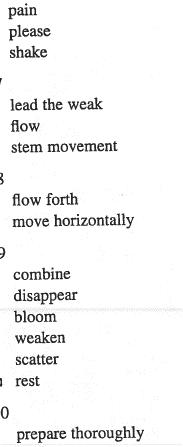 pain
please
shake
lead the weak
flow
stem movement
8
flow forth
move horizontally
9
combine
disappear
bloom
weaken
scatter
rest
0
prepare thoroughly